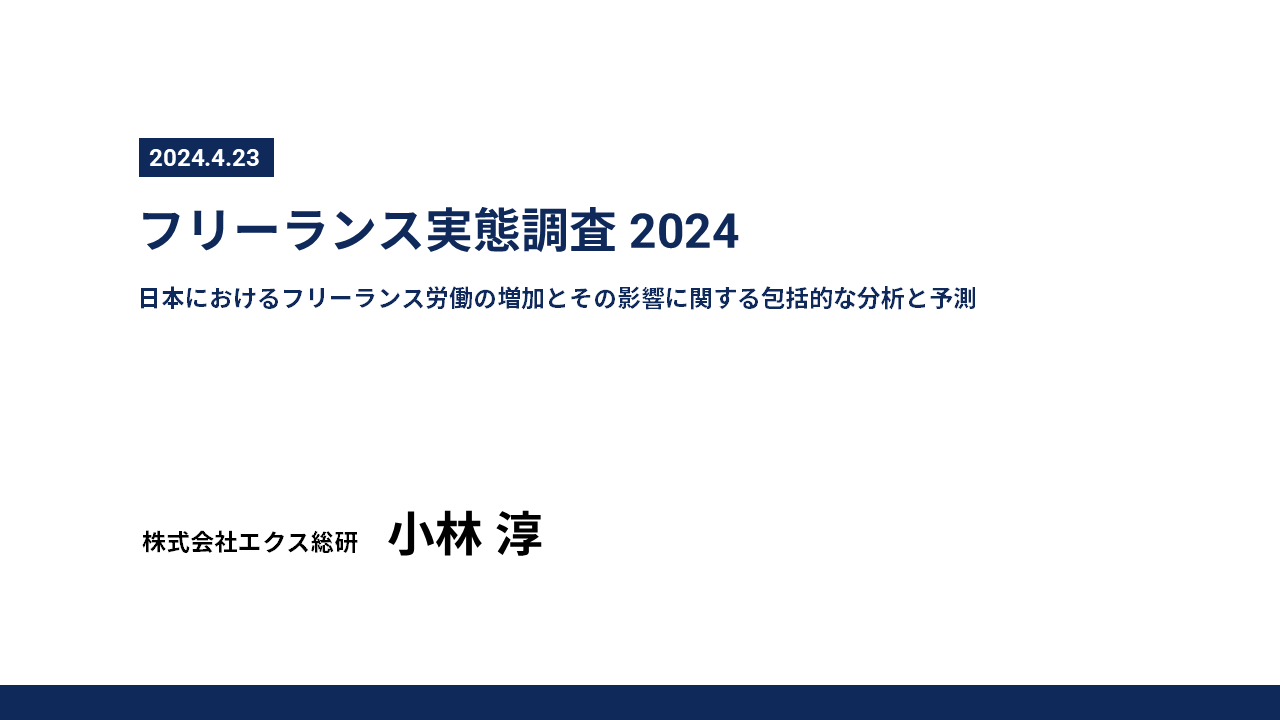 2024.4.23
フリーランス実態調査 2024
日本におけるフリーランス労働の増加とその影響に関する包括的な分析と予測
株式会社エクス総研 小林 淳